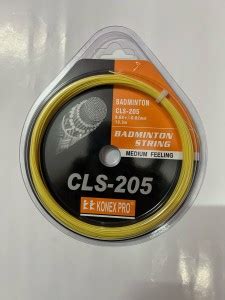 BADMINTON
CLS-205
BADMINTON
STRING
MEDIUM FEELING
CLS-205
KONEX PRO